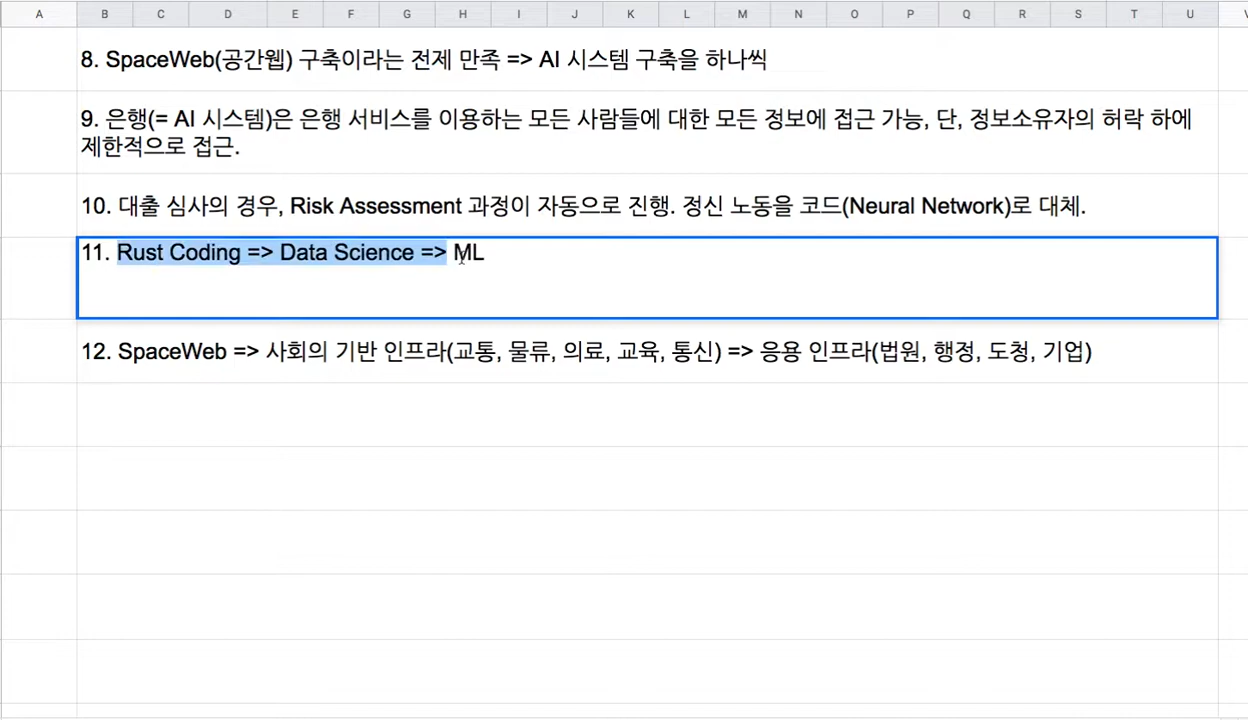 A B C D E F G H I J K L M N O P Q R S T U
8. SpaceWeb(공간웹) 구축이라는 전제 만족 => AI 시스템 구축을 하나씩
9. 은행(= AI 시스템)은 은행 서비스를 이용하는 모든 사람들에 대한 모든 정보에 접근 가능, 단, 정보소유자의 허락 하에
제한적으로 접근.
10. 대출 심사의 경우, Risk Assessment 과정이 자동으로 진행. 정신 노동을 코드(Neural Network)로 대체.
11. Rust Coding => Data Science => ML
12. SpaceWeb => 사회의 기반 인프라(교통, 물류, 의료, 교육, 통신) => 응용 인프라(법원, 행정, 도청, 기업)